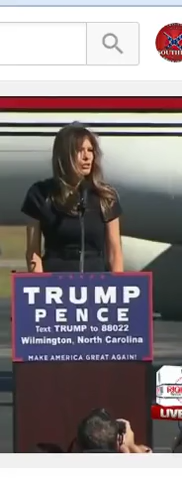 TRUMP
PENCE
Text TRUMP to 88022
Wilmington, North Carolina
MAKE AMERICA GREAT AGAIN!
LIVE